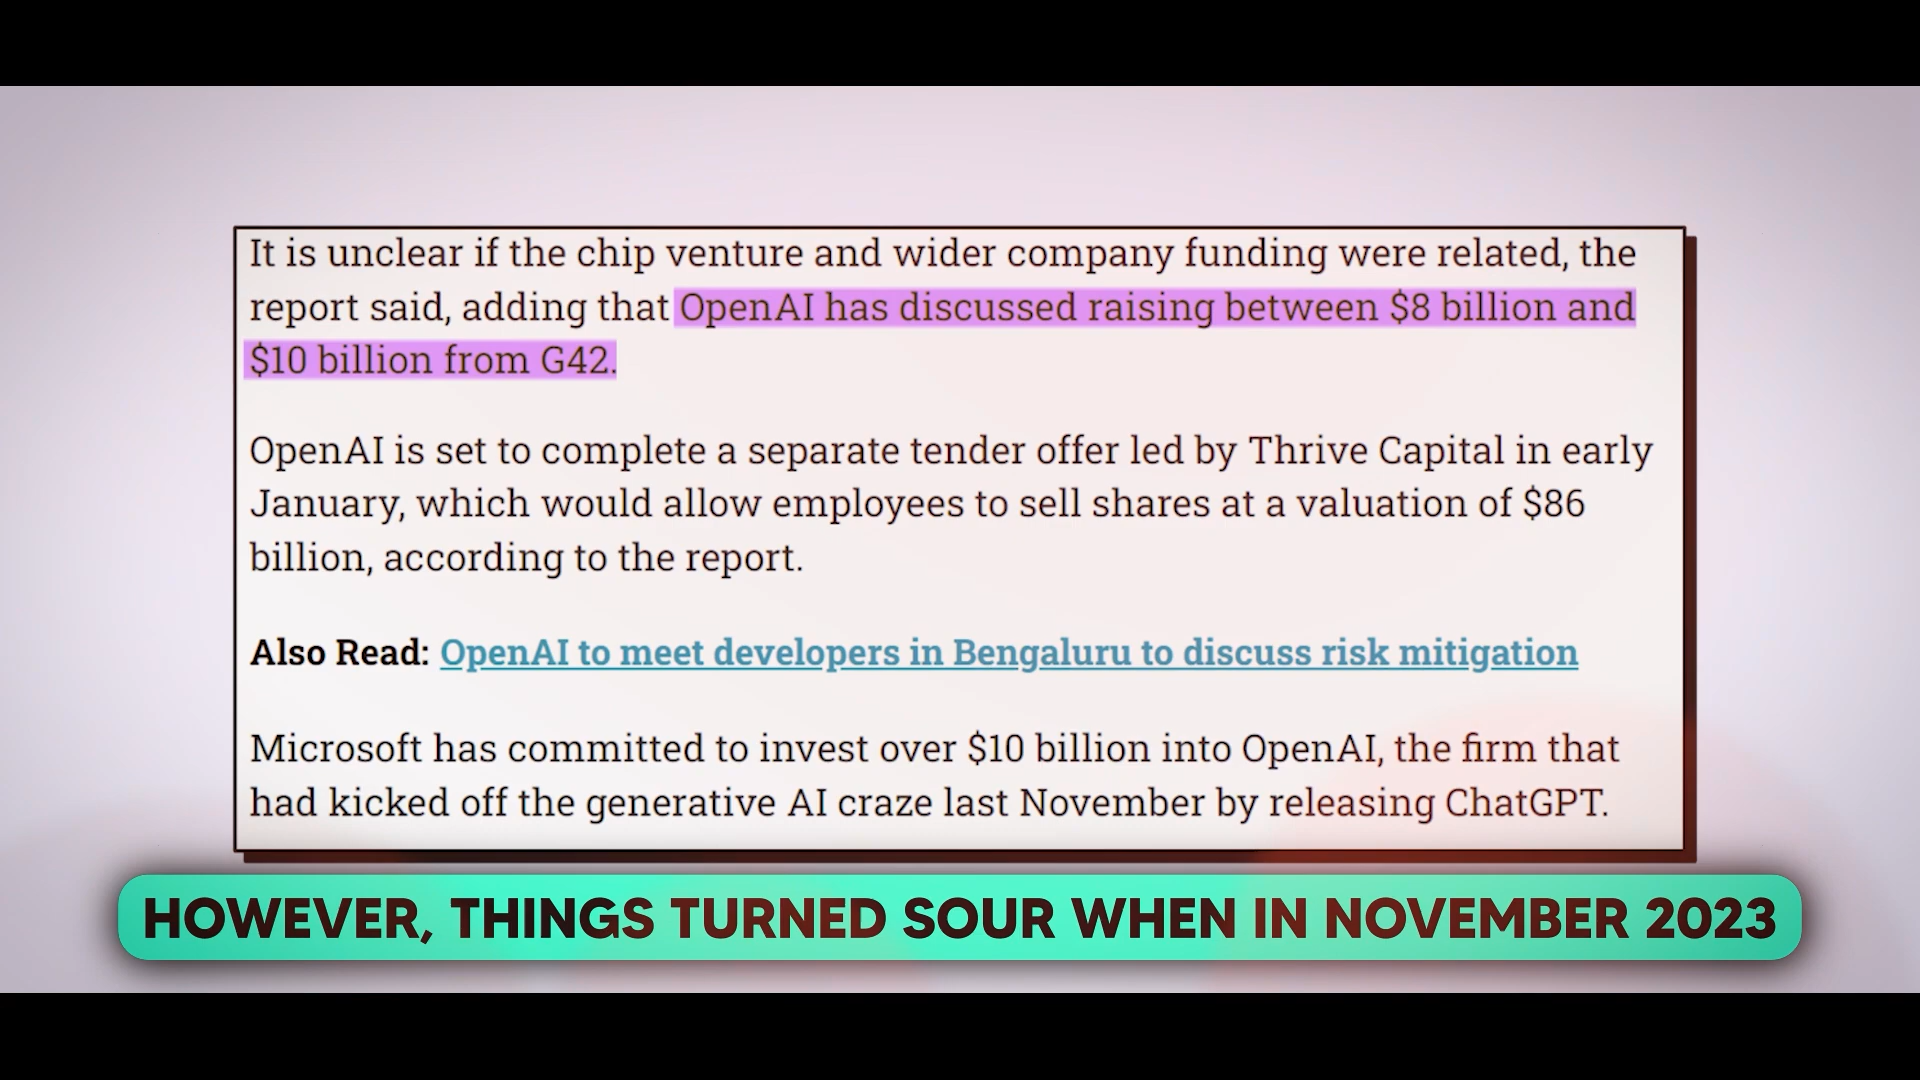 It is unclear if the chip venture and wider company funding were related, the
report said, adding that OpenAI has discussed raising between $8 billion and
$10 billion from G42.
OpenAI is set to complete a separate tender offer led by Thrive Capital in early
January, which would allow employees to sell shares at a valuation of $86
billion, according to the report.
Also Read: OpenAI to meet developers in Bengaluru to discuss risk mitigation
Microsoft has committed to invest over $10 billion into OpenAI, the firm that
had kicked off the generative AI craze last November by releasing ChatGPT.
HOWEVER, THINGS TURNED SOUR WHEN IN NOVEMBER 2023